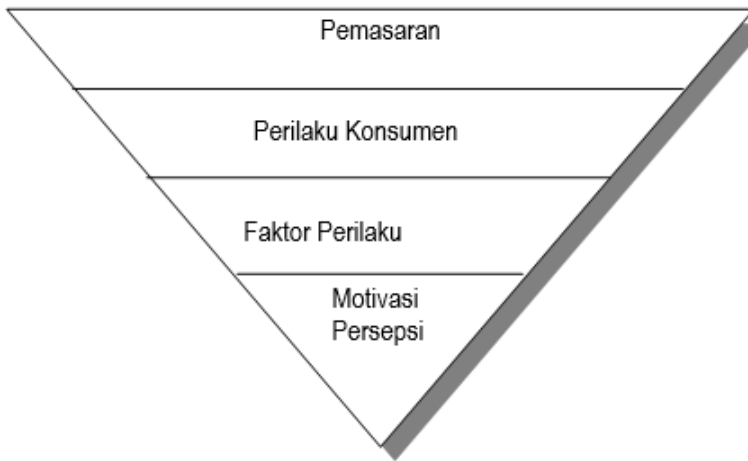 Pemasaran
Perilaku Konsumen
Faktor Perilaku
Motivasi
Persepsi